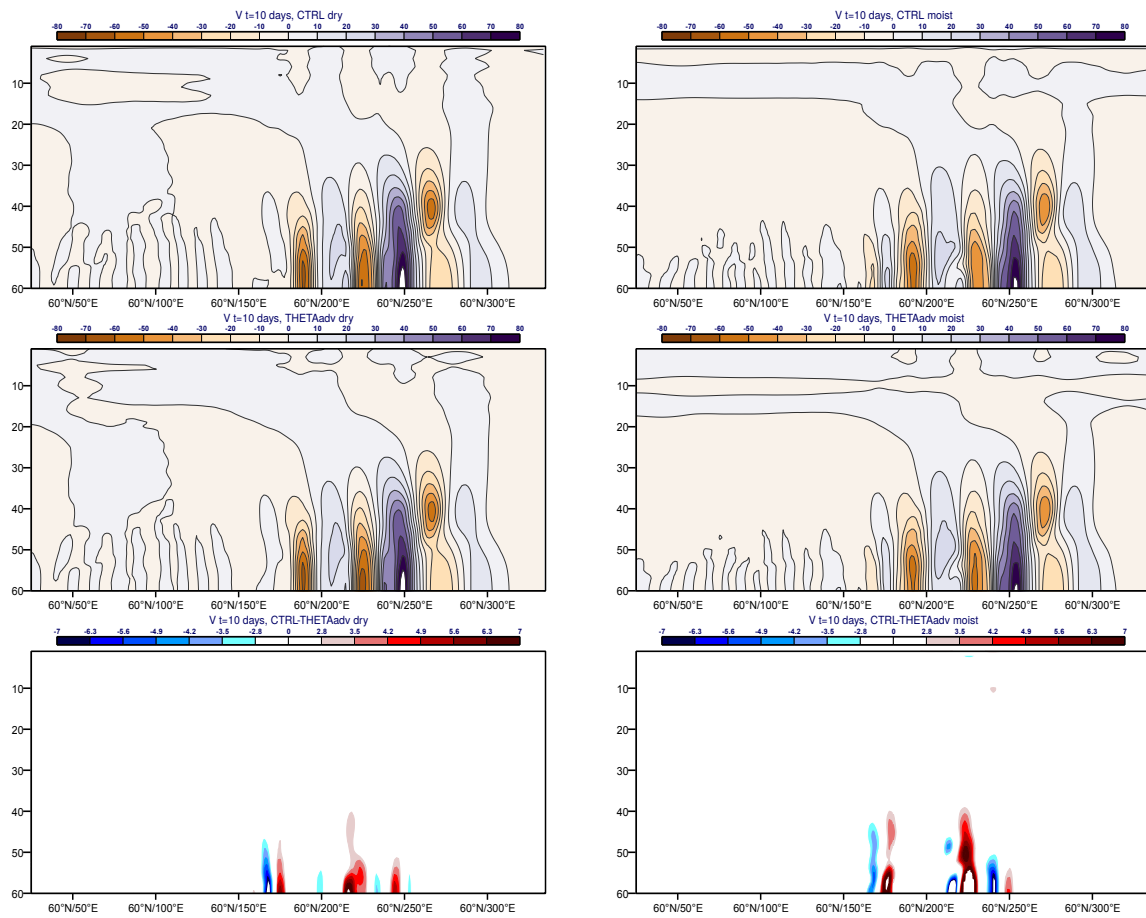 V t=10 days, CTRL dry
-80 -70 -60 -50 -40 -30 -20 -10 0 5 10 20 30 40 50 60 70 80
10
20
30
40
50
60
60°N/50°E 60°N/100°E 60°N/150°E 60°N/200°E 60°N/250°E 60°N/300°E
V t=10 days, CTRL moist
-80 -70 -60 -50 -40 -30 -20 -10 0 5 10 20 30 40 50 60 70 80
10
20
30
40
50
60
60°N/50°E 60°N/100°E 60°N/150°E 60°N/200°E 60°N/250°E 60°N/300°E
V t=10 days, THETAadv dry
-80 -70 -60 -50 -40 -30 -20 -10 0 5 10 20 30 40 50 60 70 80
10
20
30
40
50
60
60°N/50°E 60°N/100°E 60°N/150°E 60°N/200°E 60°N/250°E 60°N/300°E
V t=10 days, THETAadv moist
-80 -70 -60 -50 -40 -30 -20 -10 0 5 10 20 30 40 50 60 70 80
10
20
30
40
50
60
60°N/50°E 60°N/100°E 60°N/150°E 60°N/200°E 60°N/250°E 60°N/300°E
V t=10 days, CTRL-THETAadv dry
-7 -6.3 -5.6 -4.9 -4.2 -3.5 -2.8 0 2.8 3.5 4.2 4.9 5.6 6.3 7
10
20
30
40
50
60
60°N/50°E 60°N/100°E 60°N/150°E 60°N/200°E 60°N/250°E 60°N/300°E
V t=10 days, CTRL-THETAadv moist
-7 -6.3 -5.6 -4.9 -4.2 -3.5 -2.8 0 2.8 3.5 4.2 4.9 5.6 6.3 7
10
20
30
40
50
60
60°N/50°E 60°N/100°E 60°N/150°E 60°N/200°E 60°N/250°E 60°N/300°E